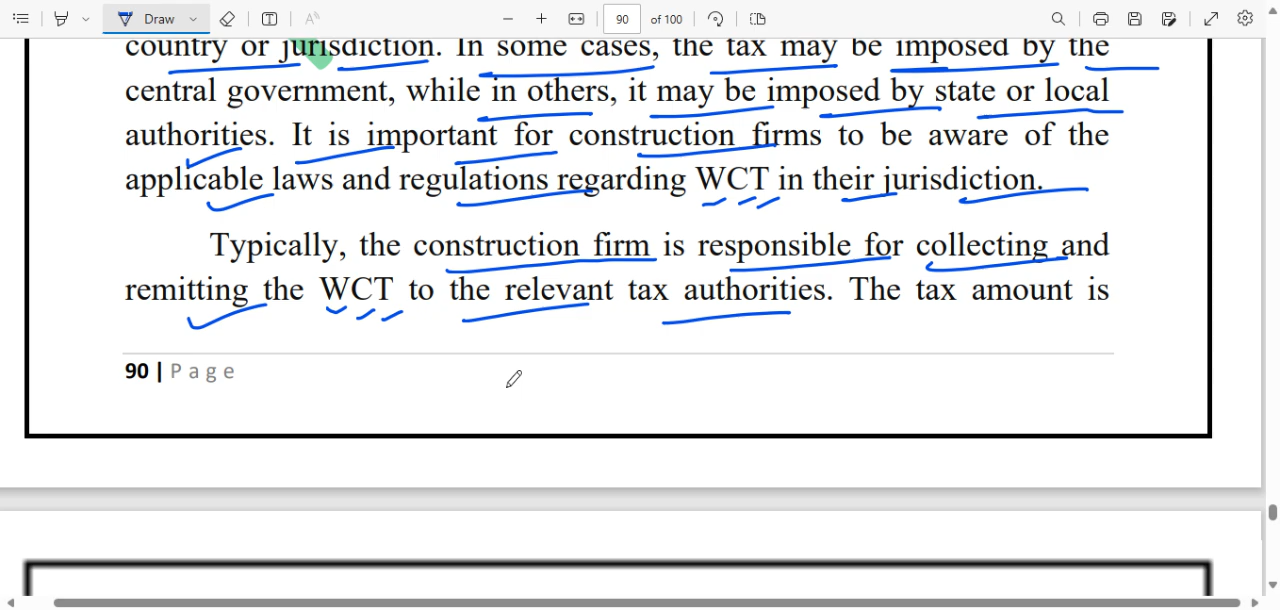 Draw
90
of 100
country or jurisdiction. In some cases, the tax may be imposed by the
central government, while in others, it may be imposed by state or local
authorities. It is important for construction firms to be aware of the
applicable laws and regulations regarding WCT in their jurisdiction.
Typically, the construction firm is responsible for collecting and
remitting the WCT to the relevant tax authorities. The tax amount is
90 | Page